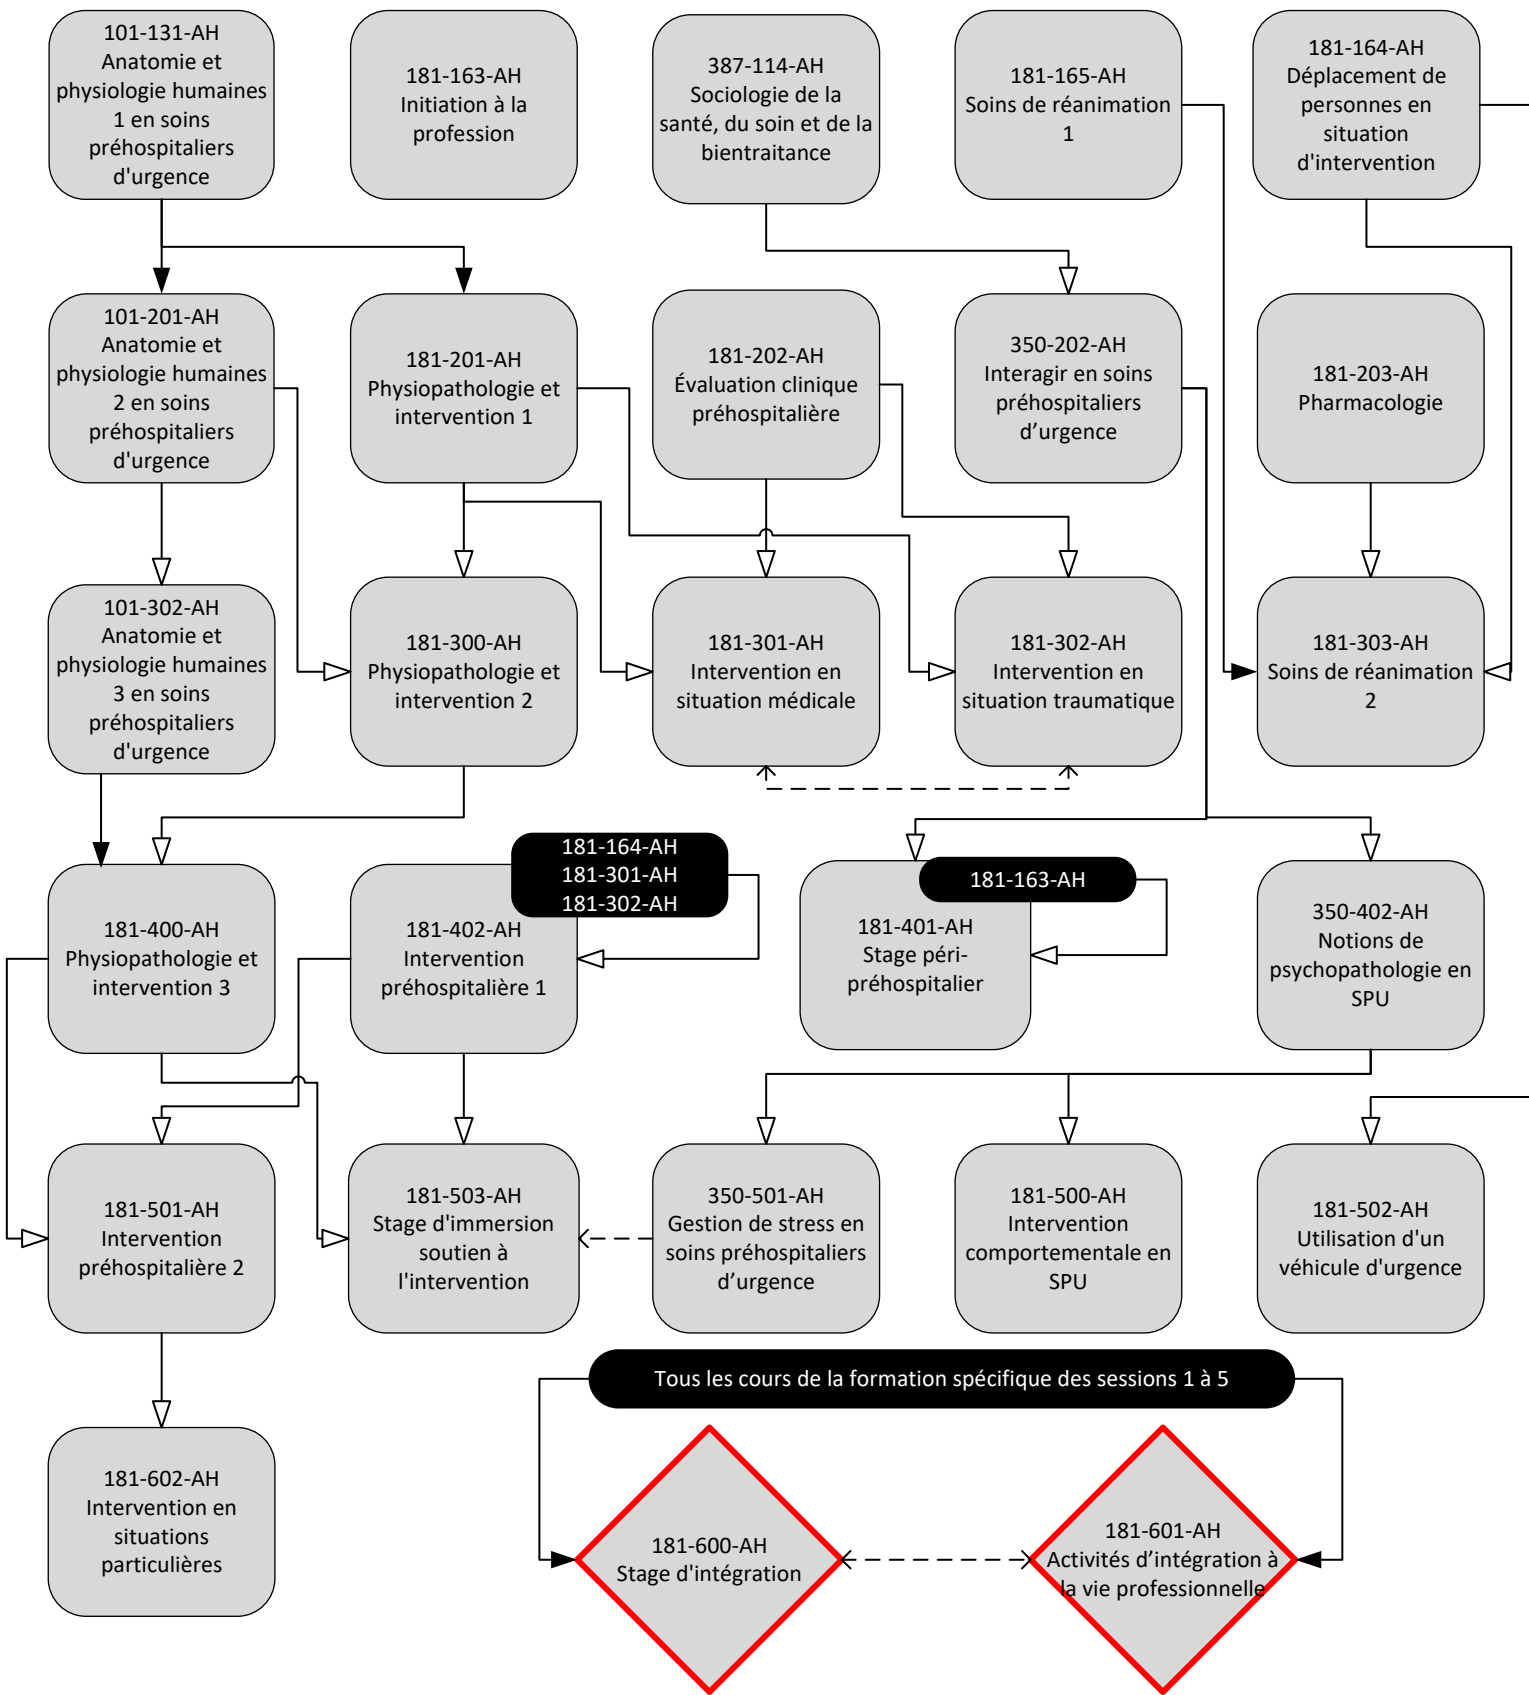 101-131-AH
Anatomie et
physiologie humaines
1 en soins
préhospitaliers
d'urgence
181-163-AH
Initiation à la
profession
387-114-AH
Sociologie de la
santé, du soin et de la
bientraitance
181-165-AH
Soins de réanimation
1
181-164-AH
Déplacement de
personnes en
situation
d'intervention
101-201-AH
Anatomie et
physiologie humaines
2 en soins
préhospitaliers
d'urgence
181-201-AH
Physiopathologie et
intervention 1
181-202-AH
Évaluation clinique
préhospitalière
350-202-AH
Interagir en soins
préhospitaliers
d’urgence
181-203-AH
Pharmacologie
101-302-AH
Anatomie et
physiologie humaines
3 en soins
préhospitaliers
d'urgence
181-300-AH
Physiopathologie et
intervention 2
181-301-AH
Intervention en
situation médicale
181-302-AH
Intervention en
situation traumatique
181-303-AH
Soins de réanimation
2
181-400-AH
Physiopathologie et
intervention 3
181-164-AH
181-301-AH
181-302-AH
181-402-AH
Intervention
préhospitalière 1
181-163-AH
181-401-AH
Stage péri-
préhospitalier
350-402-AH
Notions de
psychopathologie en
SPU
181-501-AH
Intervention
préhospitalière 2
181-503-AH
Stage d'immersion
soutien à
l'intervention
350-501-AH
Gestion de stress en
soins préhospitaliers
d’urgence
181-500-AH
Intervention
comportementale en
SPU
181-502-AH
Utilisation d'un
véhicule d'urgence
Tous les cours de la formation spécifique des sessions 1 à 5
181-602-AH
Intervention en
situations
particulières
181-600-AH
Stage d'intégration
181-601-AH
Activités d’intégration à
la vie professionnelle